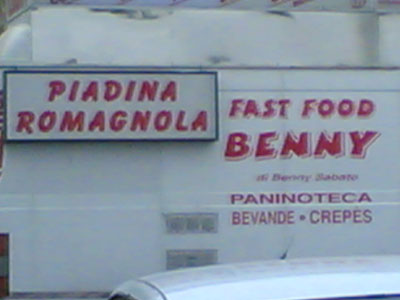 PIADINA
ROMAGNOLA
FAST FOOD
BENNY
di Benny Sabato
PANINOTECA
BEVANDE • CREPES